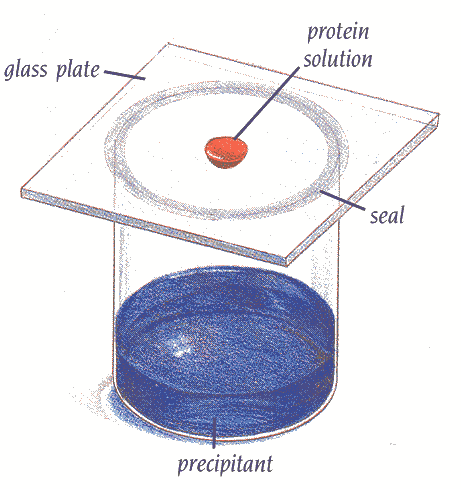 protein
solution
glass plate
seal
precipitant